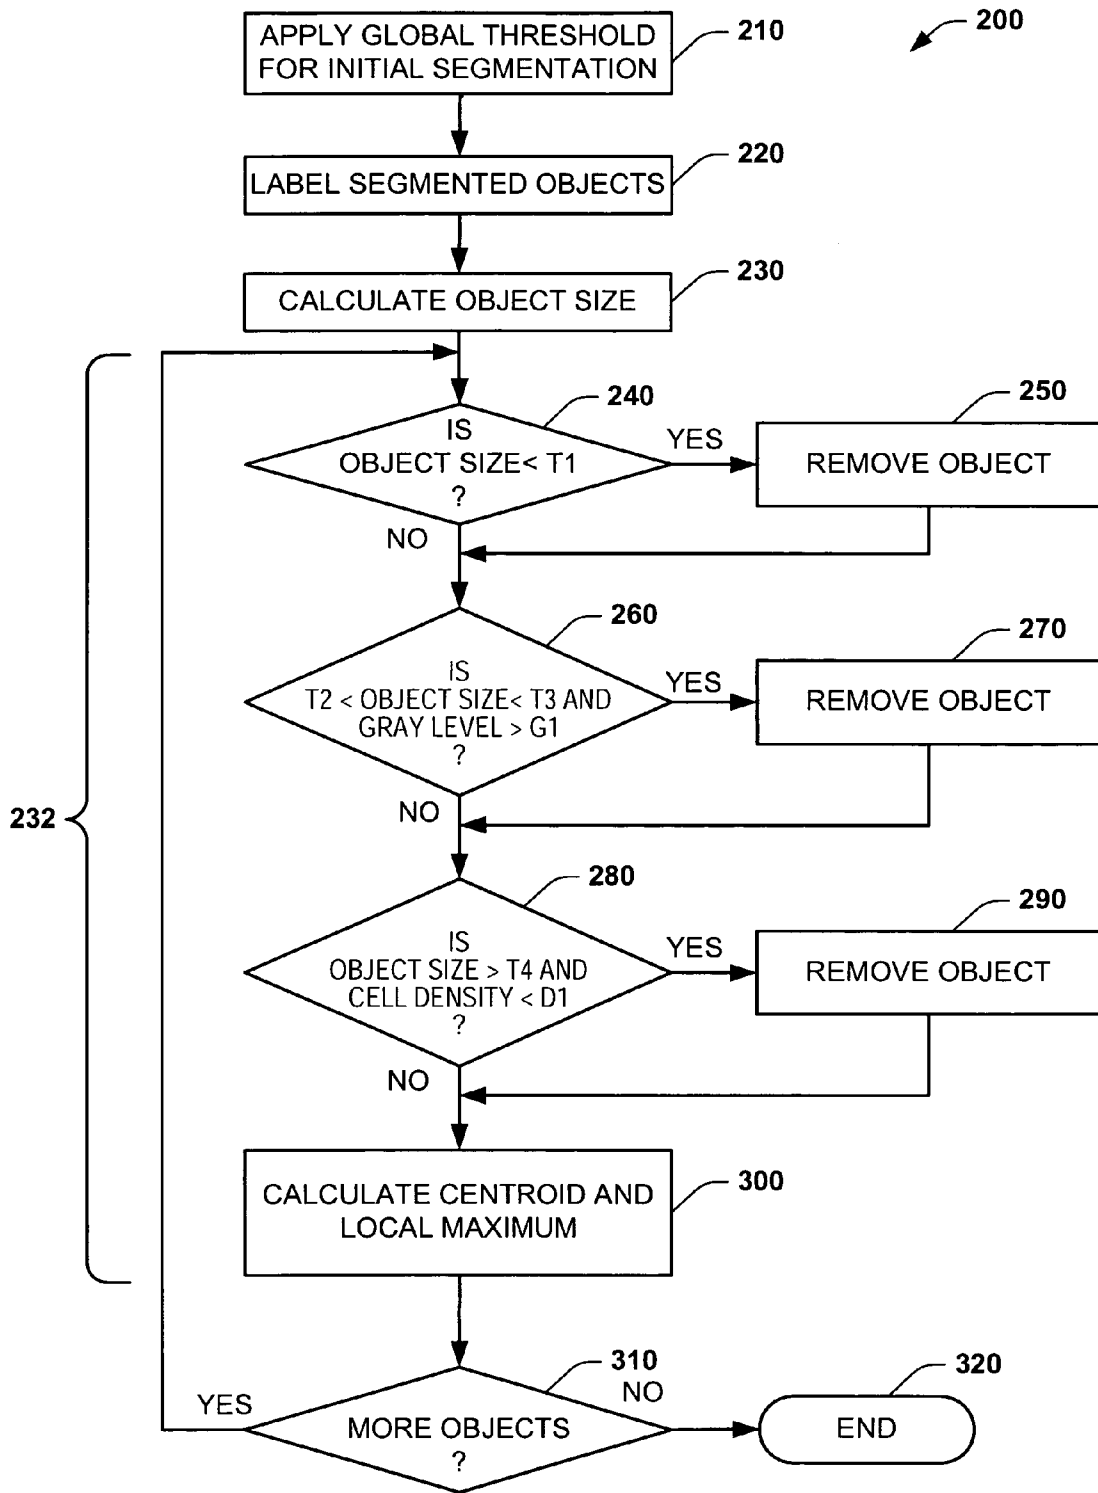 200
APPLY GLOBAL THRESHOLD
FOR INITIAL SEGMENTATION
210
LABEL SEGMENTED OBJECTS
220
CALCULATE OBJECT SIZE
230
232
IS
OBJECT SIZE< T1
?
240
YES
REMOVE OBJECT
250
NO
IS
T2 < OBJECT SIZE< T3 AND
GRAY LEVEL > G1
?
260
YES
REMOVE OBJECT
270
NO
IS
OBJECT SIZE > T4 AND
CELL DENSITY < D1
?
280
YES
REMOVE OBJECT
290
NO
CALCULATE CENTROID AND
LOCAL MAXIMUM
300
MORE OBJECTS
?
310
YES
NO
END
320